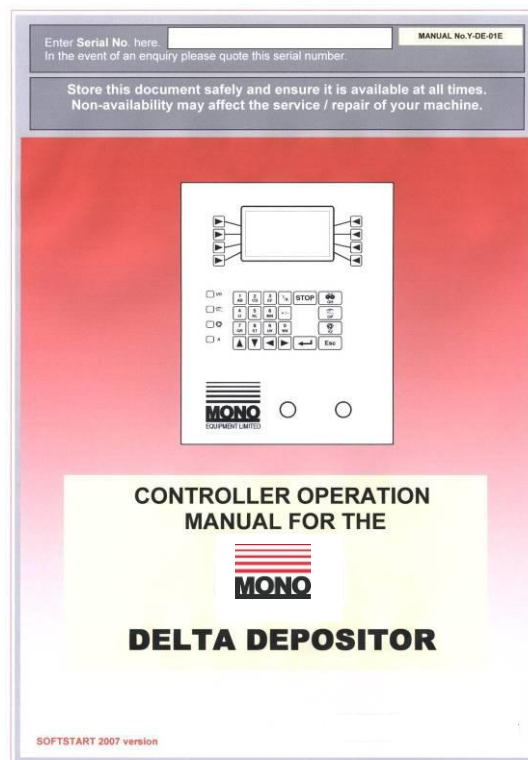 Enter Serial No. here.
MANUAL No.Y-DE-01E
In the event of an enquiry please quote this serial number.
Store this document safely and ensure it is available at all times.
Non-availability may affect the service / repair of your machine.
STOP
Esc
MONO
EQUIPMENT LIMITED
CONTROLLER OPERATION
MANUAL FOR THE
MONO
DELTA DEPOSITOR
SOFTSTART 2007 version